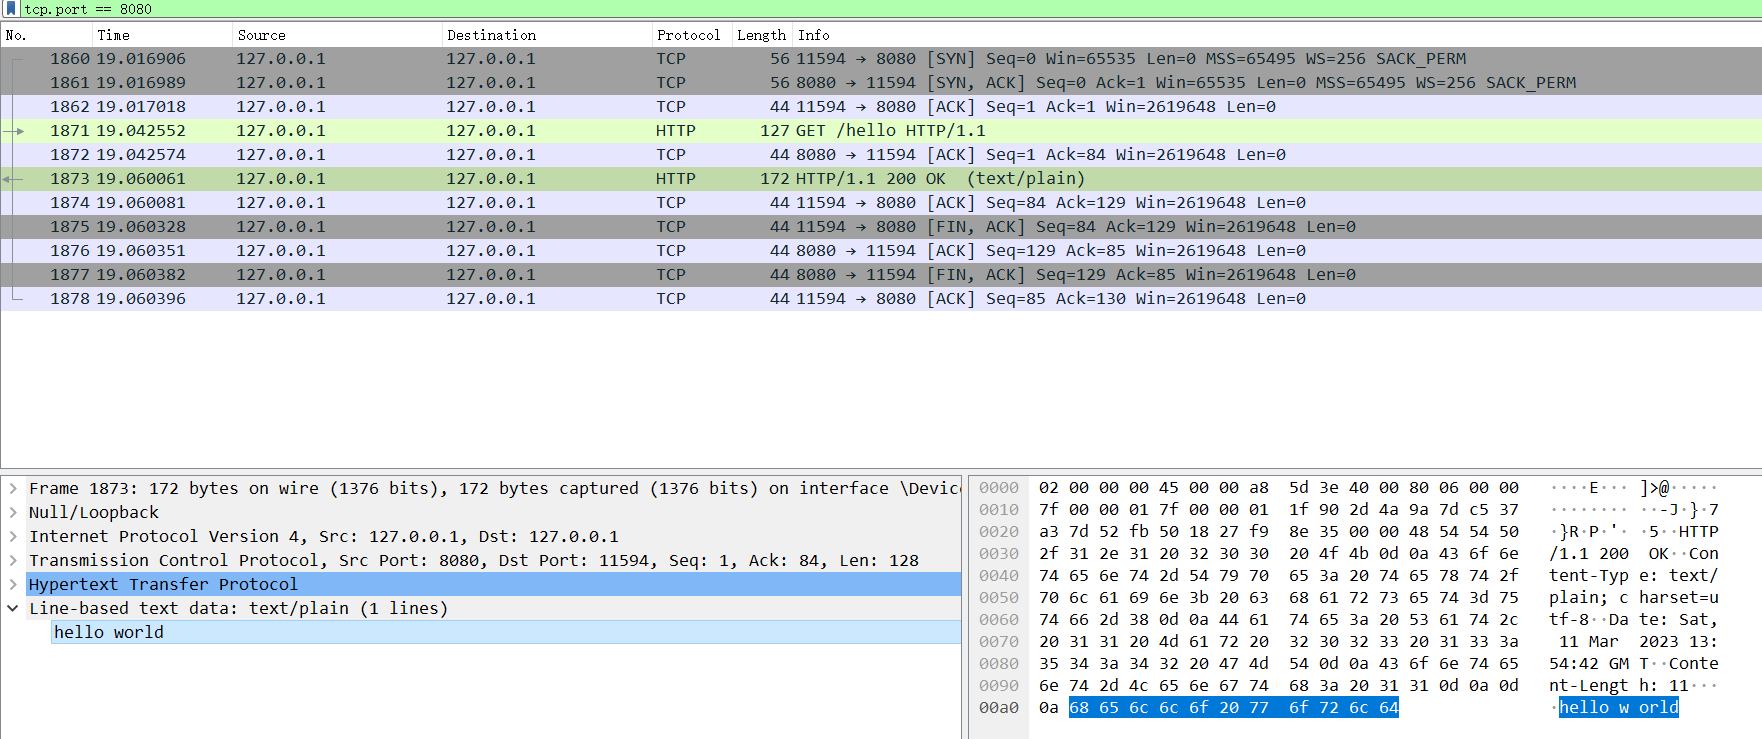 tcp.port == 8080
No. Time Source Destination Protocol Length Info
1860 19.016906 127.0.0.1 127.0.0.1 TCP 56 11594 → 8080 [SYN] Seq=0 Win=65535 Len=0 MSS=65495 WS=256 SACK_PERM
1861 19.016989 127.0.0.1 127.0.0.1 TCP 56 8080 → 11594 [SYN, ACK] Seq=0 Ack=1 Win=65535 Len=0 MSS=65495 WS=256 SACK_PERM
1862 19.017018 127.0.0.1 127.0.0.1 TCP 44 11594 → 8080 [ACK] Seq=1 Ack=1 Win=2619648 Len=0
1871 19.042552 127.0.0.1 127.0.0.1 HTTP 127 GET /hello HTTP/1.1
1872 19.042574 127.0.0.1 127.0.0.1 TCP 44 8080 → 11594 [ACK] Seq=1 Ack=84 Win=2619648 Len=0
1873 19.060061 127.0.0.1 127.0.0.1 HTTP 172 HTTP/1.1 200 OK  (text/plain)
1874 19.060081 127.0.0.1 127.0.0.1 TCP 44 11594 → 8080 [ACK] Seq=84 Ack=129 Win=2619648 Len=0
1875 19.060328 127.0.0.1 127.0.0.1 TCP 44 11594 → 8080 [FIN, ACK] Seq=84 Ack=129 Win=2619648 Len=0
1876 19.060351 127.0.0.1 127.0.0.1 TCP 44 8080 → 11594 [ACK] Seq=129 Ack=85 Win=2619648 Len=0
1877 19.060382 127.0.0.1 127.0.0.1 TCP 44 8080 → 11594 [FIN, ACK] Seq=129 Ack=85 Win=2619648 Len=0
1878 19.060396 127.0.0.1 127.0.0.1 TCP 44 11594 → 8080 [ACK] Seq=85 Ack=130 Win=2619648 Len=0
Frame 1873: 172 bytes on wire (1376 bits), 172 bytes captured (1376 bits) on interface \Devic
Null/Loopback
Internet Protocol Version 4, Src: 127.0.0.1, Dst: 127.0.0.1
Transmission Control Protocol, Src Port: 8080, Dst Port: 11594, Seq: 1, Ack: 84, Len: 128
Hypertext Transfer Protocol
Line-based text data: text/plain (1 lines)
hello world
0000 02 00 00 00 45 00 00 a8 5d 3e 40 00 80 06 00 00 ····E··· ]>@·····
0010 7f 00 00 01 7f 00 00 01 1f 90 2d 4a 9a 7d c5 37 ········ ··-J·}·7
0020 a3 7d 52 fb 50 18 27 f9 8e 35 00 00 48 54 54 50 ·}R·P·'· ·5··HTTP
0030 2f 31 2e 31 20 32 30 30 20 4f 4b 0d 0a 43 6f 6e /1.1 200  OK··Con
0040 74 65 6e 74 2d 54 79 70 65 3a 20 74 65 78 74 2f tent-Typ e: text/
0050 70 6c 61 69 6e 3b 20 63 68 61 72 73 65 74 3d 75 plain; c harset=u
0060 74 66 2d 38 0d 0a 44 61 74 65 3a 20 53 61 74 2c tf-8··Da te: Sat,
0070 20 31 31 20 4d 61 72 20 32 30 32 33 20 31 33 3a  11 Mar  2023 13:
0080 35 34 3a 34 32 20 47 4d 54 0d 0a 43 6f 6e 74 65 54:42 GM T··Conte
0090 6e 74 2d 4c 65 6e 67 74 68 3a 20 31 31 0d 0a 0d nt-Lengt h: 11···
00a0 0a 68 65 6c 6c 6f 20 77 6f 72 6c 64 ·hello w orld